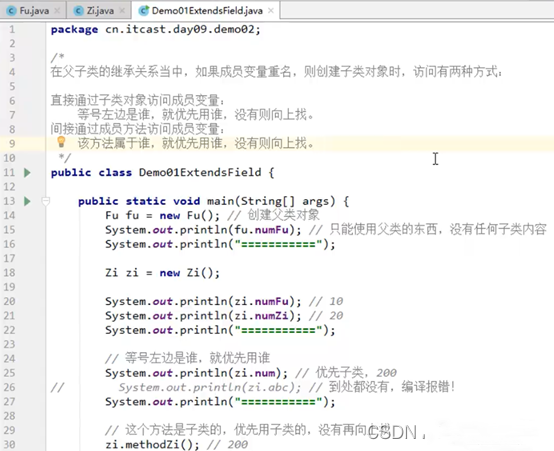 Fu.java × Zi.java × Demo01ExtendsField.java ×
1 package cn.itcast.day09.demo02;
2
3 /*
4 在父子类的继承关系当中，如果成员变量重名，则创建子类对象时，访问有两种方式：
5
6 直接通过子类对象访问成员变量：
7 等号左边是谁，就优先用谁，没有则向上找。
8 间接通过成员方法访问成员变量：
9 该方法属于谁，就优先用谁，没有则向上找。
10 */
11 public class Demo01ExtendsField {
12
13 public static void main(String[] args) {
14 Fu fu = new Fu(); // 创建父类对象
15 System.out.println(fu.numFu); // 只能使用父类的东西，没有任何子类内容
16 System.out.println("===========");
17
18 Zi zi = new Zi();
19
20 System.out.println(zi.numFu); // 10
21 System.out.println(zi.numZi); // 20
22 System.out.println("===========");
23
24 // 等号左边是谁，就优先用谁
25 System.out.println(zi.num); // 优先子类，200
26 // System.out.println(zi.abc); // 到处都没有，编译报错！
27 System.out.println("===========");
28
29 // 这个方法是子类的，优先用子类的，没有再向上
30 zi.methodZi(); // 200
CSDN